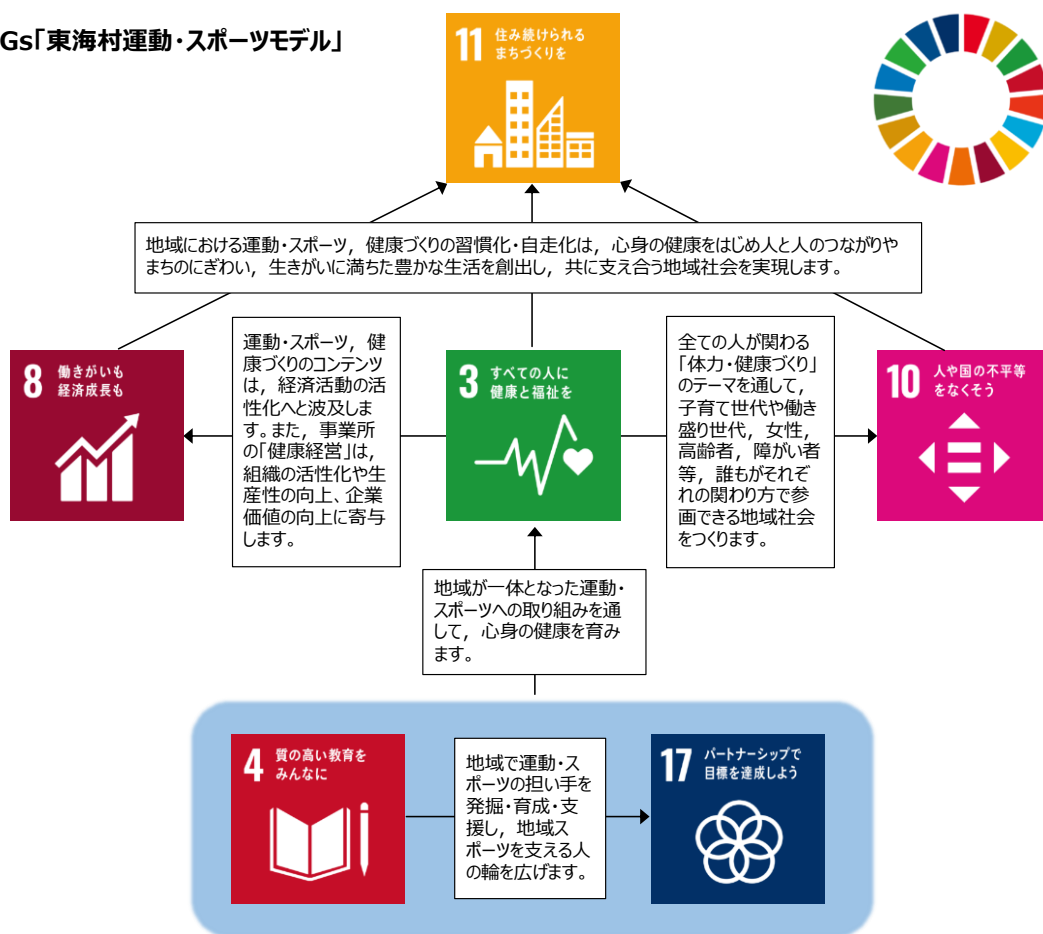 Gs「東海村運動・スポーツモデル」
11 住み続けられる
まちづくりを
地域における運動・スポーツ，健康づくりの習慣化・自走化は，心身の健康をはじめ人と人のつながりや
まちのにぎわい，生きがいに満ちた豊かな生活を創出し，共に支え合う地域社会を実現します。
8 働きがいも
経済成長も
運動・スポーツ，健
康づくりのコンテンツ
は，経済活動の活
性化へと波及しま
す。また，事業所
の「健康経営」は，
組織の活性化や生
産性の向上、企業
価値の向上に寄与
します。
3 すべての人に
健康と福祉を
全ての人が関わる
「体力・健康づくり」
のテーマを通して，
子育て世代や働き
盛り世代，女性，
高齢者，障がい者
等，誰もがそれぞ
れの関わり方で参
画できる地域社会
をつくります。
10 人や国の不平等
をなくそう
地域が一体となった運動・
スポーツへの取り組みを通
して，心身の健康を育み
ます。
4 質の高い教育を
みんなに
地域で運動・ス
ポーツの担い手を
発掘・育成・支
援し，地域ス
ポーツを支える人
の輪を広げます。
17 パートナーシップで
目標を達成しよう